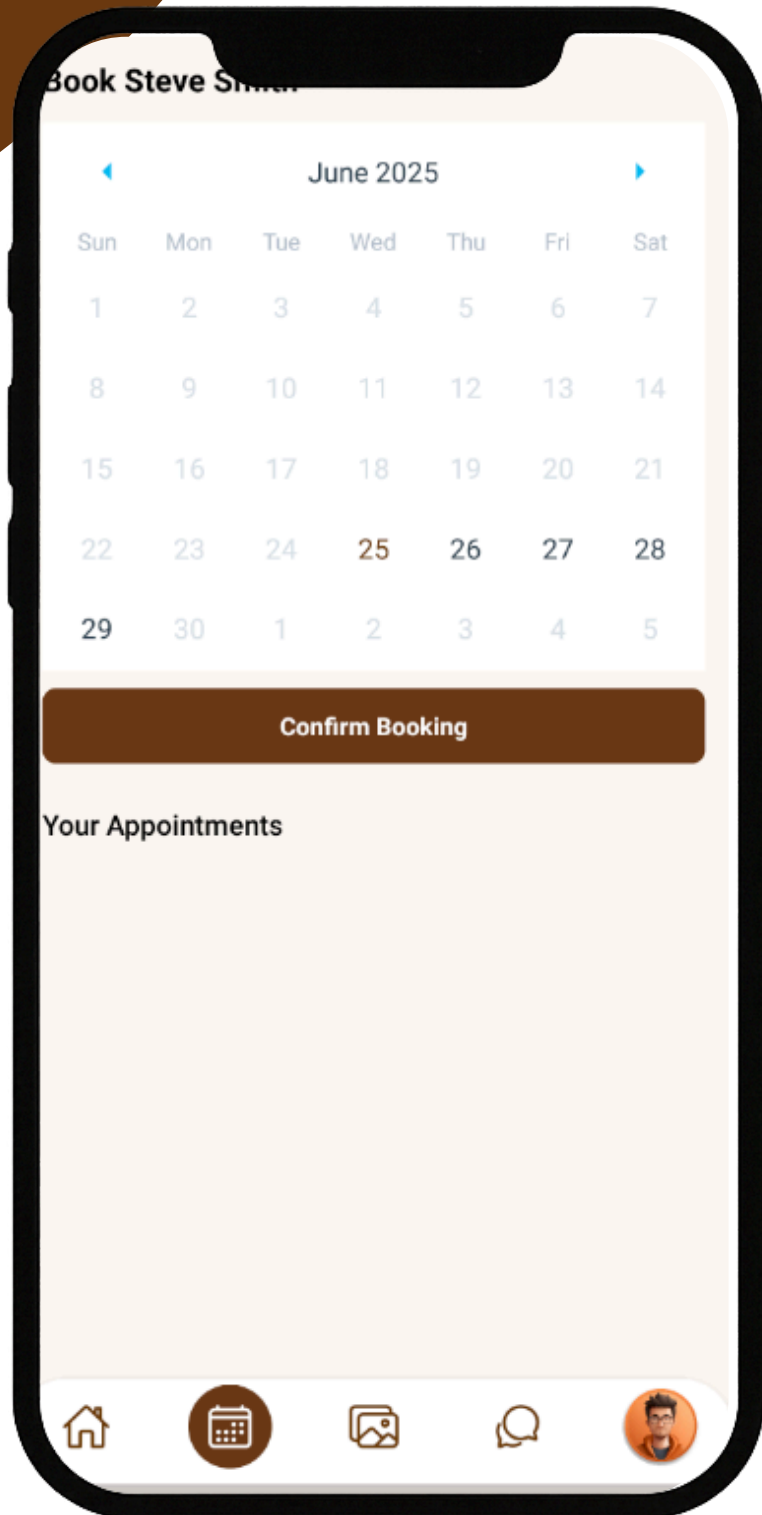 Book Steve Smith
June 2025
Sun Mon Tue Wed Thu Fri Sat
1 2 3 4 5 6 7
8 9 10 11 12 13 14
15 16 17 18 19 20 21
22 23 24 25 26 27 28
29 30 1 2 3 4 5
Confirm Booking
Your Appointments